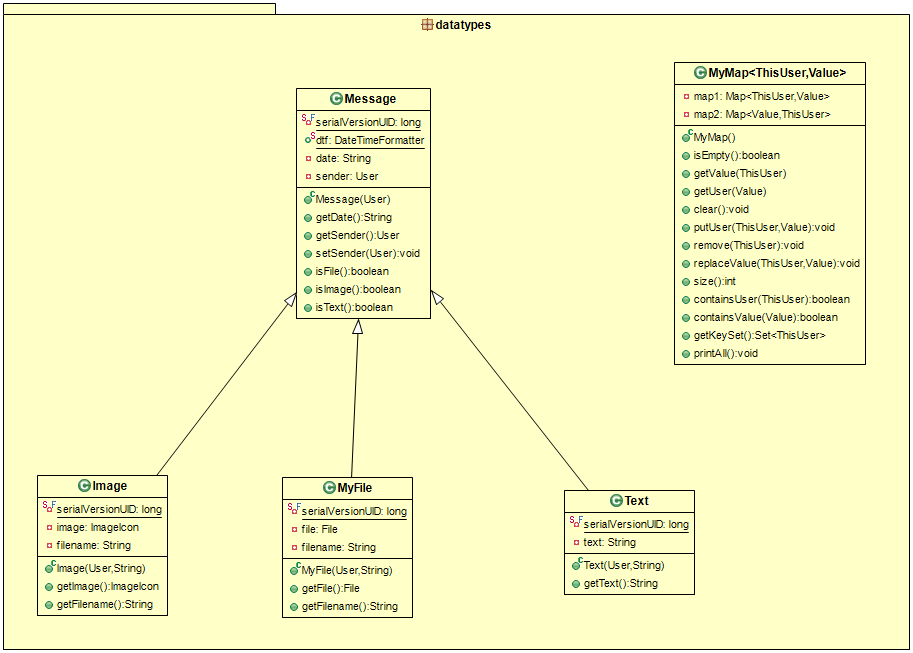 datatypes
Message
serialVersionUID: long
dtf: DateTimeFormatter
date: String
sender: User
Message(User)
getDate():String
getSender():User
setSender(User):void
isFile():boolean
isImage():boolean
isText():boolean
MyMap<ThisUser,Value>
map1: Map<ThisUser,Value>
map2: Map<Value,ThisUser>
MyMap()
isEmpty():boolean
getValue(ThisUser)
getUser(Value)
clear():void
putUser(ThisUser,Value):void
remove(ThisUser):void
replaceValue(ThisUser,Value):void
size():int
containsUser(ThisUser):boolean
containsValue(Value):boolean
getKeySet():Set<ThisUser>
printAll():void
Image
serialVersionUID: long
image: ImageIcon
filename: String
Image(User,String)
getImage():ImageIcon
getFilename():String
MyFile
serialVersionUID: long
file: File
filename: String
MyFile(User,String)
getFile():File
getFilename():String
Text
serialVersionUID: long
text: String
Text(User,String)
getText():String